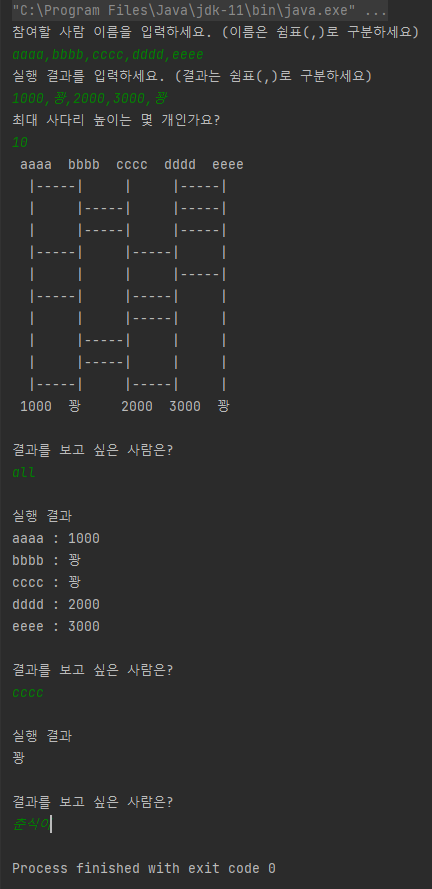 "C:\Program Files\Java\jdk-11\bin\java.exe" ...
참여할 사람 이름을 입력하세요. (이름은 쉼표(,)로 구분하세요)
aaaa,bbbb,cccc,dddd,eeee
실행 결과를 입력하세요. (결과는 쉼표(,)로 구분하세요)
1000,꽝,2000,3000,꽝
최대 사다리 높이는 몇 개인가요?
10
 aaaa  bbbb  cccc  dddd  eeee
  |-----|     |     |-----|
  |     |-----|     |-----|
  |     |-----|     |-----|
  |-----|     |-----|     |
  |     |     |     |-----|
  |-----|     |-----|     |
  |     |     |-----|     |
  |     |-----|     |     |
  |     |-----|     |     |
  |-----|     |-----|     |
 1000  꽝     2000  3000  꽝
결과를 보고 싶은 사람은?
all
실행 결과
aaaa : 1000
bbbb : 꽝
cccc : 꽝
dddd : 2000
eeee : 3000
결과를 보고 싶은 사람은?
cccc
실행 결과
꽝
결과를 보고 싶은 사람은?
춘식이
Process finished with exit code 0